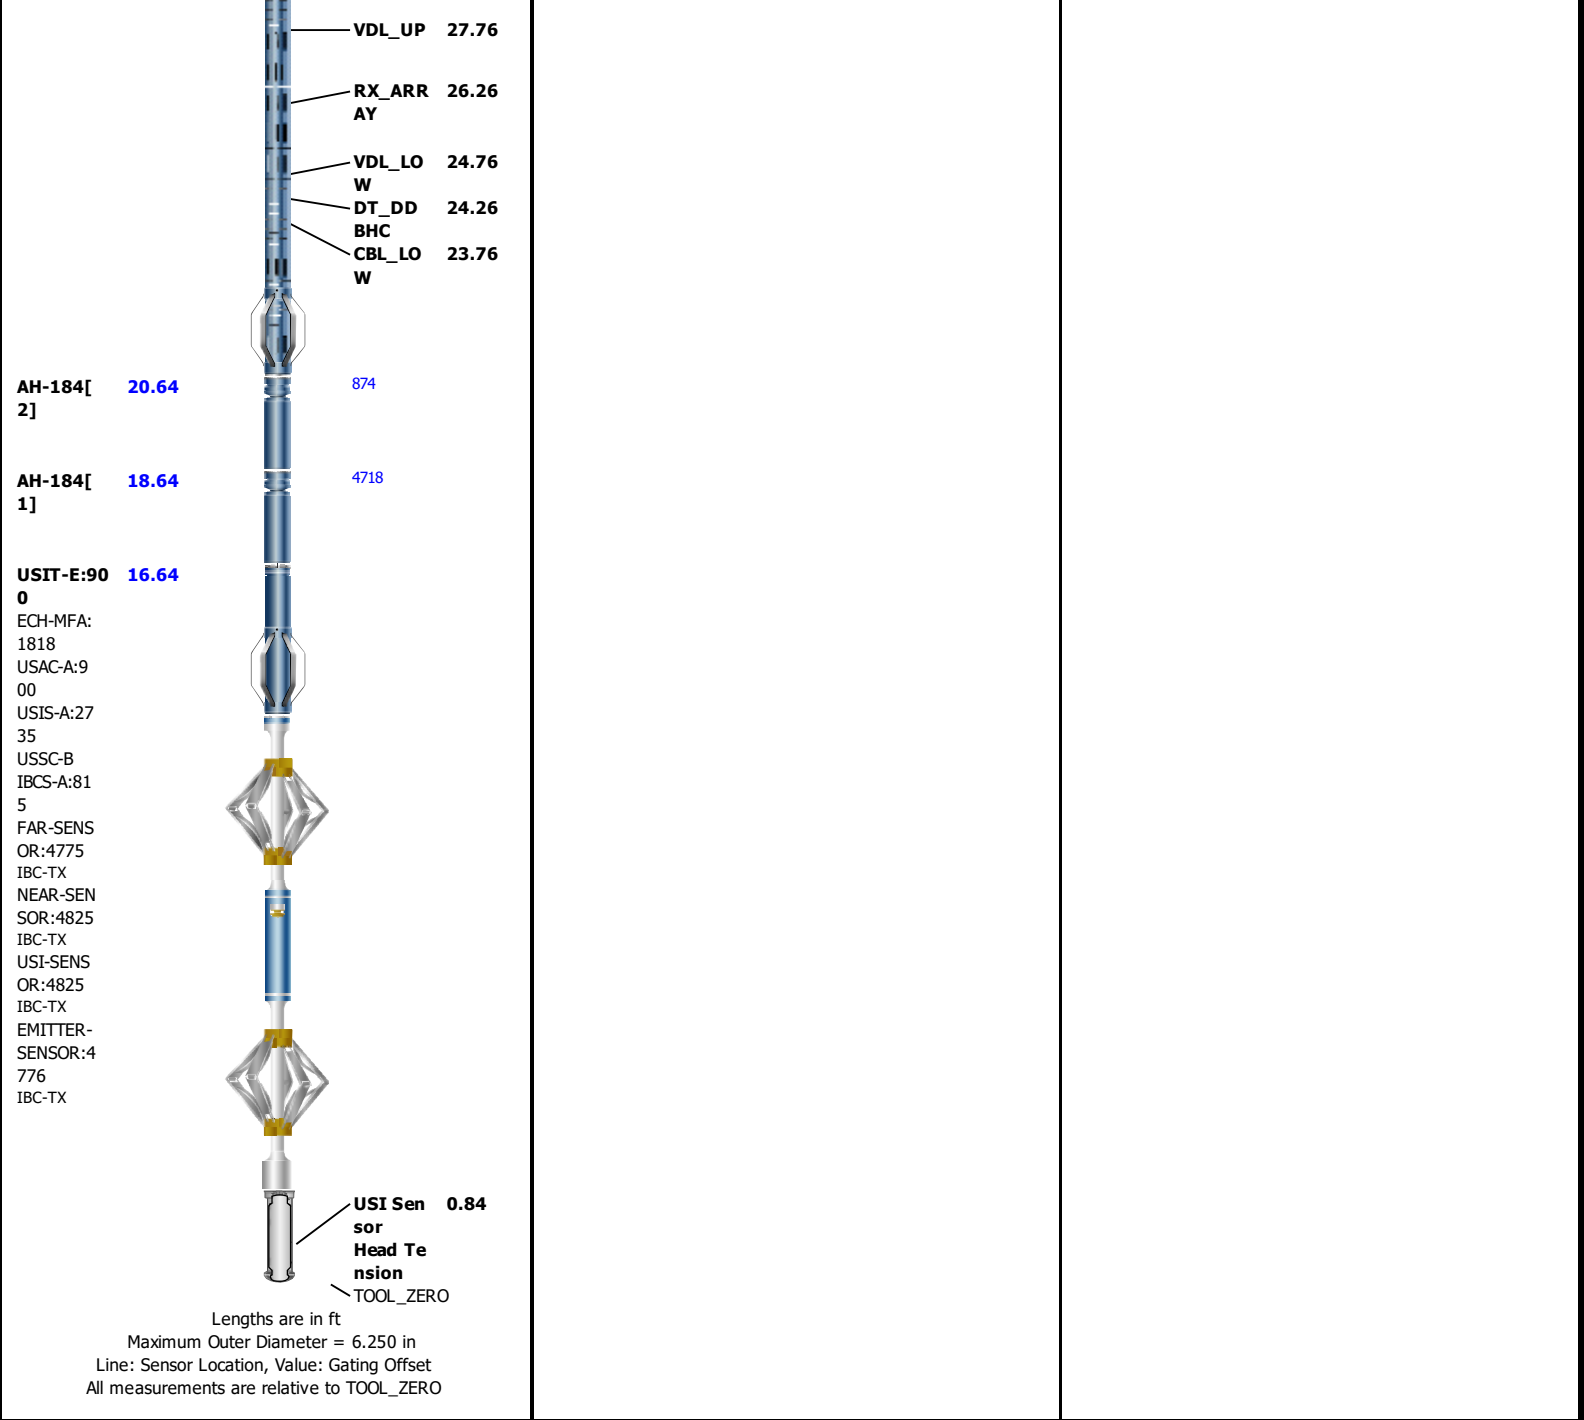 VDL_UP 27.76
RX_ARR 26.26
AY
VDL_LO 24.76
W
DT_DD 24.26
BHC
CBL_LO 23.76
W
AH-184[ 20.64 874
2]
AH-184[ 18.64 4718
1]
USIT-E:90 16.64
0
ECH-MFA:
1818
USAC-A:9
00
USIS-A:27
35
USSC-B
IBCS-A:81
5
FAR-SENS
OR:4775
IBC-TX
NEAR-SEN
SOR:4825
IBC-TX
USI-SENS
OR:4825
IBC-TX
EMITTER-
SENSOR:4
776
IBC-TX
USI Sen 0.84
sor
Head Te
nsion
TOOL_ZERO
Lengths are in ft
Maximum Outer Diameter = 6.250 in
Line: Sensor Location, Value: Gating Offset
All measurements are relative to TOOL_ZERO